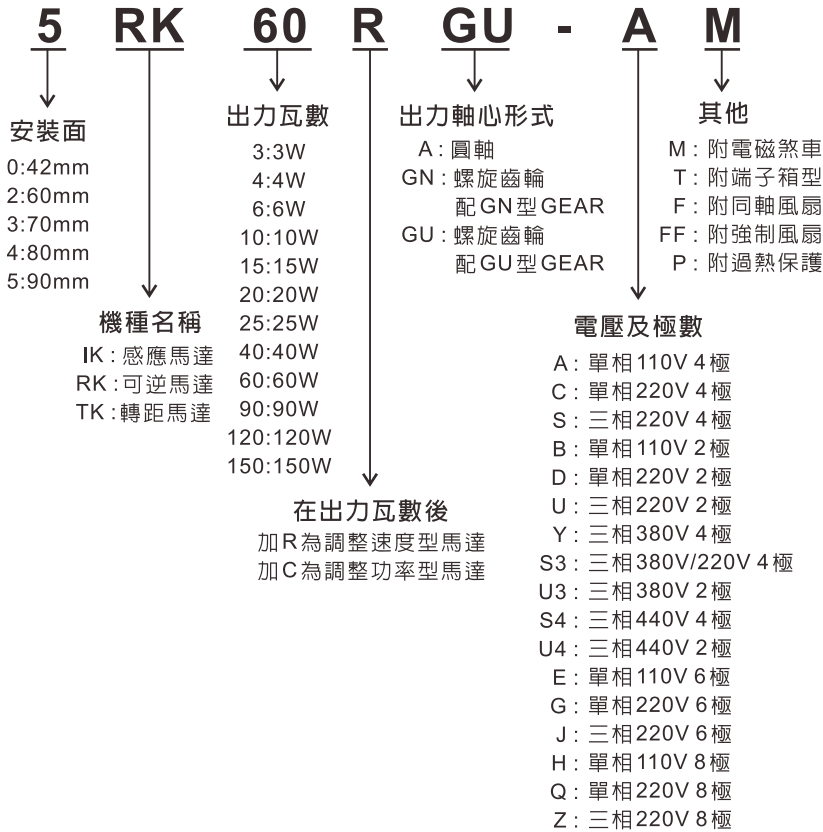 5 RK 60 R GU - A M
安裝面
0:42mm
2:60mm
3:70mm
4:80mm
5:90mm
機種名稱
IK : 感應馬達
RK : 可逆馬達
TK : 轉距馬達
出力瓦數
3:3W
4:4W
6:6W
10:10W
15:15W
20:20W
25:25W
40:40W
60:60W
90:90W
120:120W
150:150W
在出力瓦數後
加R為調整速度型馬達
加C為調整功率型馬達
出力軸心形式
A : 圓軸
GN : 螺旋齒輪
配GN型GEAR
GU : 螺旋齒輪
配GU型GEAR
電壓及極數
A : 單相110V 4極
C : 單相220V 4極
S : 三相220V 4極
B : 單相110V 2極
D : 單相220V 2極
U : 三相220V 2極
Y : 三相380V 4極
S3 : 三相380V/220V 4極
U3 : 三相380V 2極
S4 : 三相440V 4極
U4 : 三相440V 2極
E : 單相110V 6極
G : 單相220V 6極
J : 三相220V 6極
H : 單相110V 8極
Q : 單相220V 8極
Z : 三相220V 8極
其他
M : 附電磁煞車
T : 附端子箱型
F : 附同軸風扇
FF : 附強制風扇
P : 附過熱保護